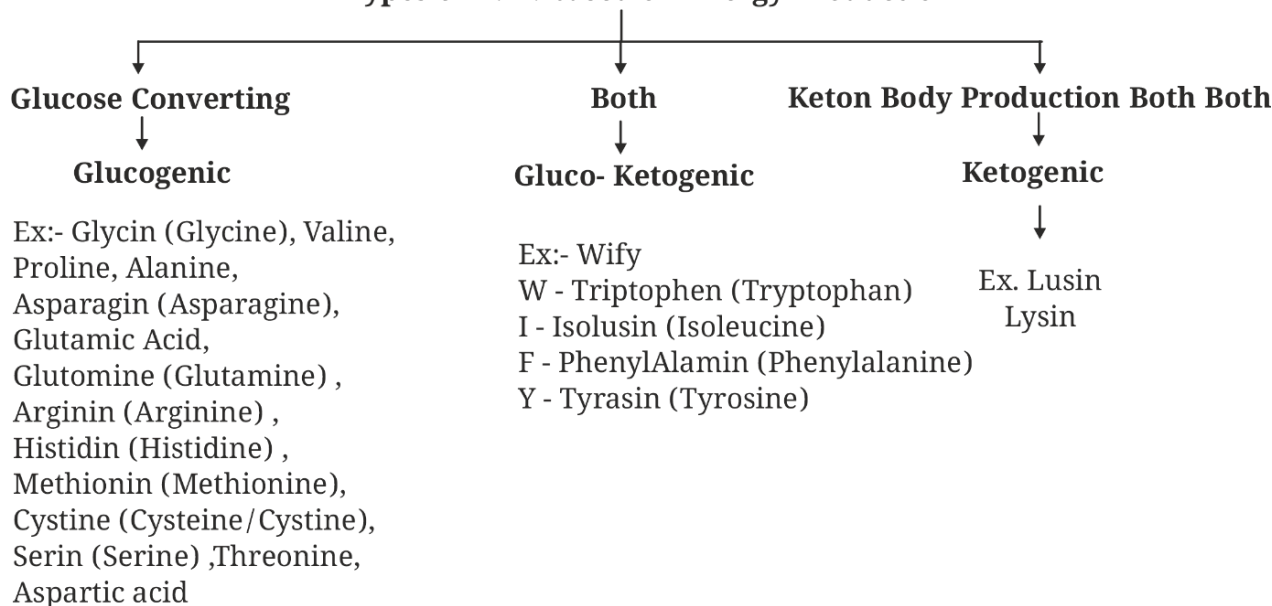 Glucose Converting
Both
Keton Body Production Both Both
Glucogenic
Gluco- Ketogenic
Ketogenic
Ex:- Glycin (Glycine), Valine,
Proline, Alanine,
Asparagin (Asparagine),
Glutamic Acid,
Glutomine (Glutamine) ,
Arginin (Arginine) ,
Histidin (Histidine) ,
Methionin (Methionine),
Cystine (Cysteine/Cystine),
Serin (Serine) ,Threonine,
Aspartic acid
Ex:- Wify
W - Triptophen (Tryptophan)
I - Isolusin (Isoleucine)
F - PhenylAlamin (Phenylalanine)
Y - Tyrasin (Tyrosine)
Ex. Lusin
Lysin